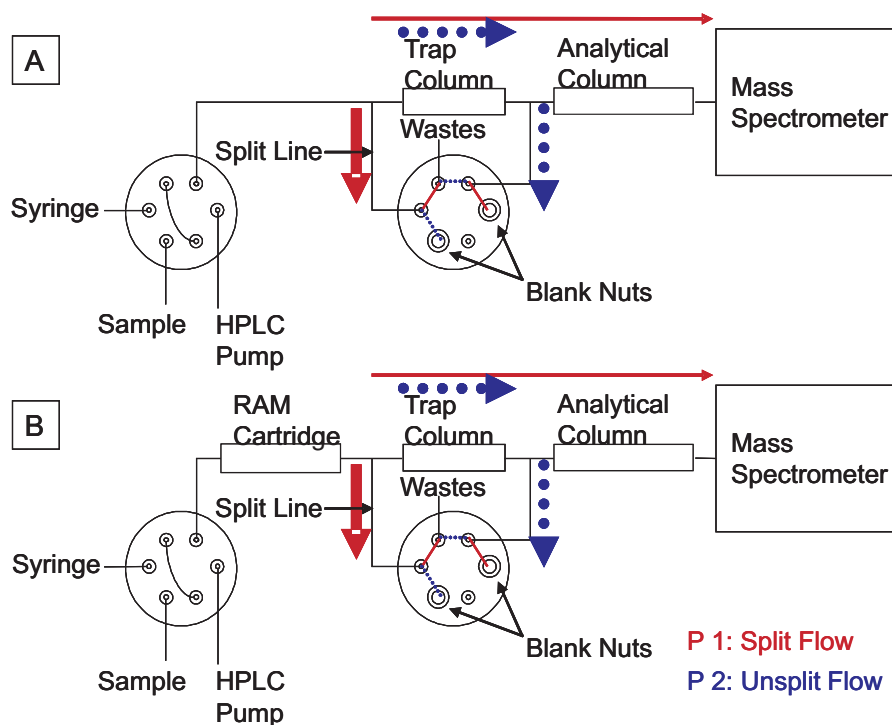 A
Trap
Column
Analytical
Column
Mass
Spectrometer
Wastes
Split Line
Syringe
Blank Nuts
Sample
HPLC
Pump
B
RAM
Cartridge
Trap
Column
Analytical
Column
Mass
Spectrometer
Wastes
Split Line
Syringe
Blank Nuts
Sample
HPLC
Pump
P 1: Split Flow
P 2: Unsplit Flow